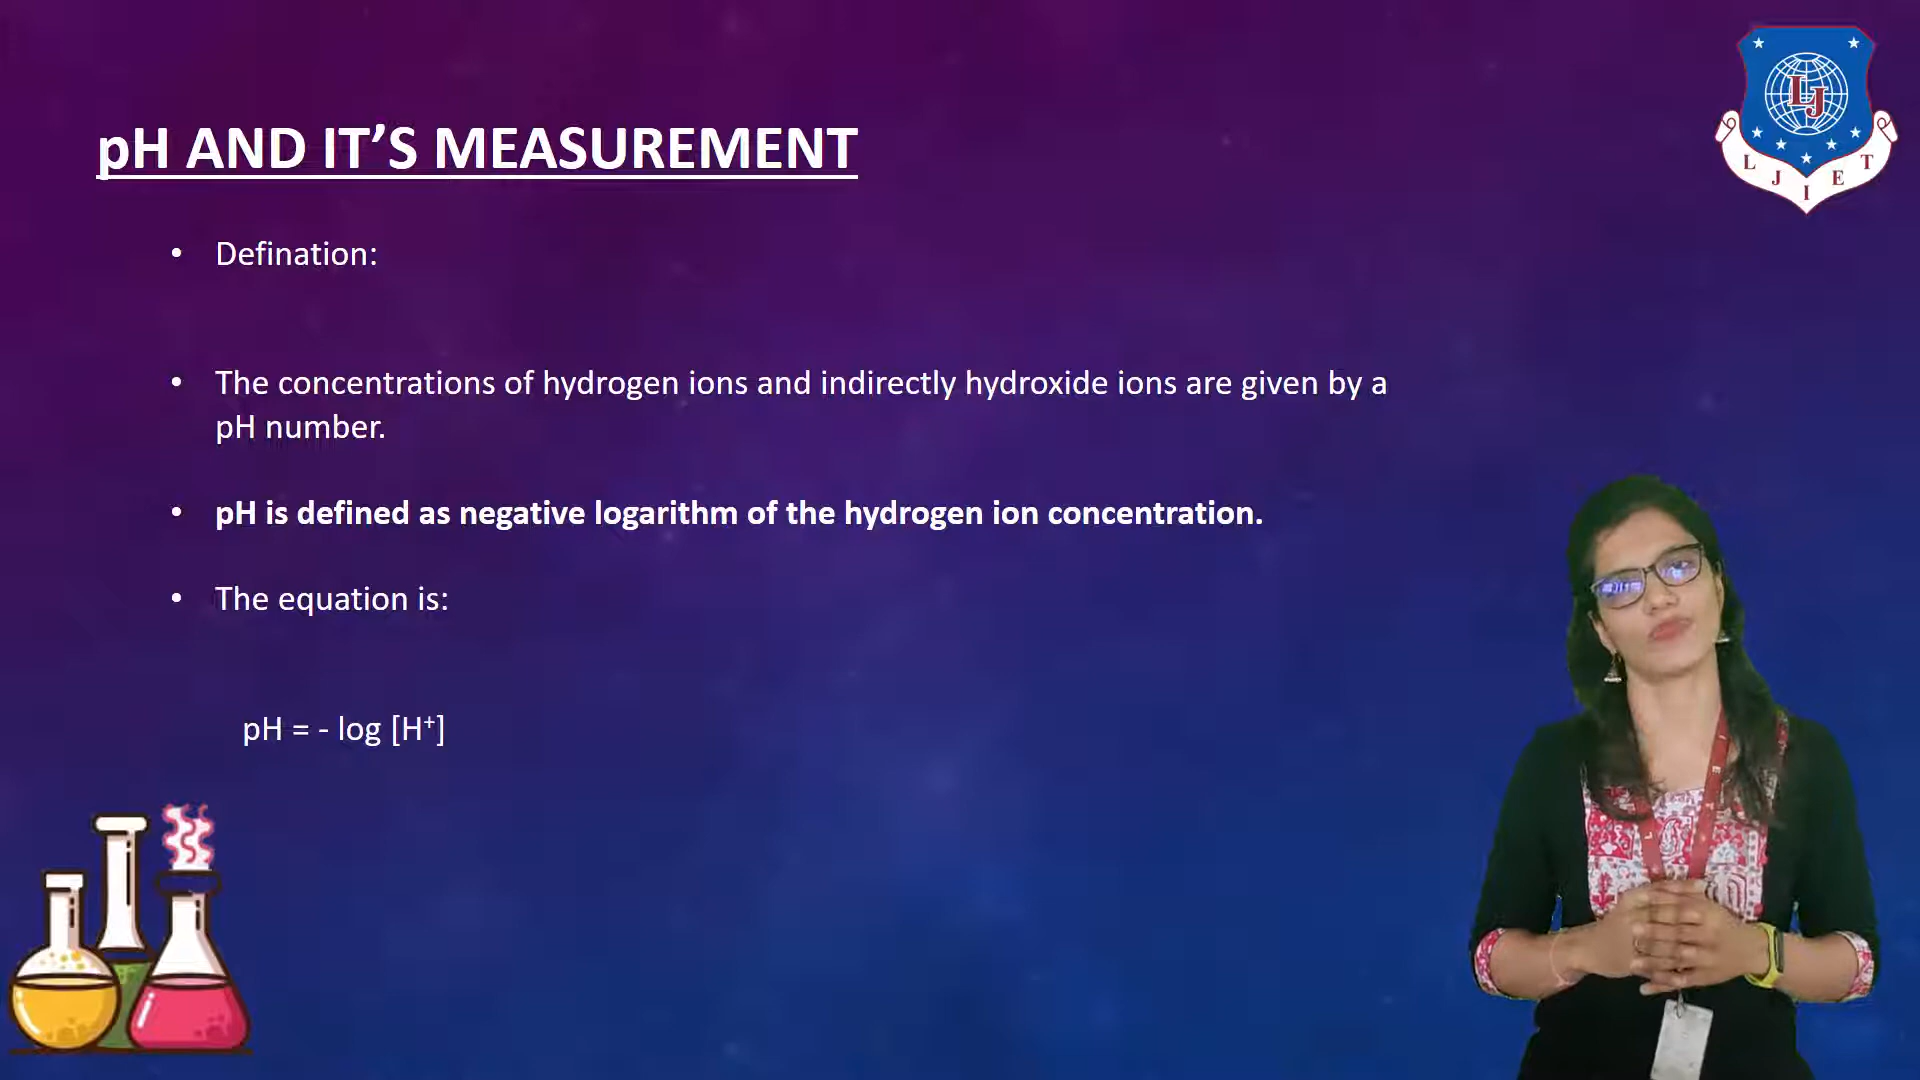 pH AND IT’S MEASUREMENT
• Defination:
• The concentrations of hydrogen ions and indirectly hydroxide ions are given by a
pH number.
• pH is defined as negative logarithm of the hydrogen ion concentration.
• The equation is:
pH = - log [H⁺]
LJ
L J I E T